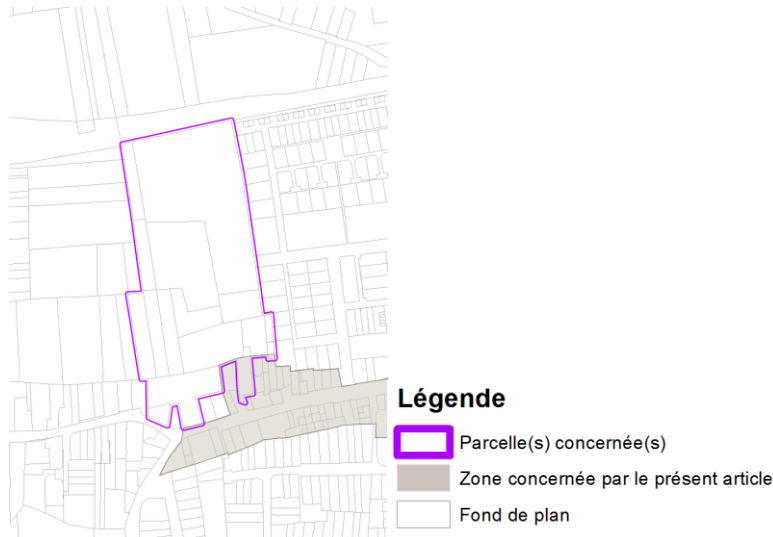 Légende
Parcelle(s) concernée(s)
Zone concernée par le présent article
Fond de plan